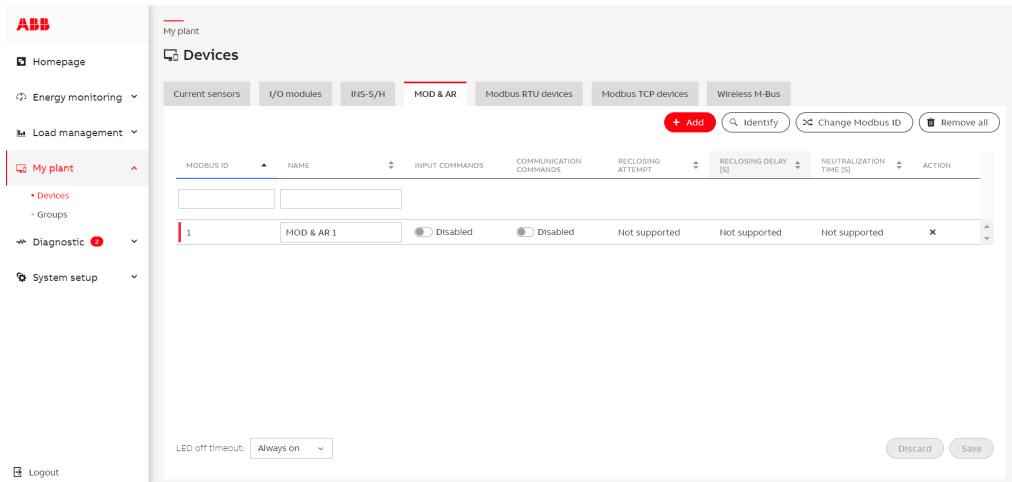 ABB
Homepage
Energy monitoring
Load management
My plant
Devices
Groups
Diagnostic 2
System setup
Logout
My plant
Devices
Current sensors I/O modules INS-S/H MOD & AR Modbus RTU devices Modbus TCP devices Wireless M-Bus
+ Add Identify Change Modbus ID Remove all
MODBUS ID NAME INPUT COMMANDS COMMUNICATION COMMANDS RECLOSING ATTEMPT RECLOSING DELAY [S] NEUTRALIZATION TIME [S] ACTION
1 MOD & AR 1 Disabled Disabled Not supported Not supported Not supported ×
LED off timeout: Always on Discard Save